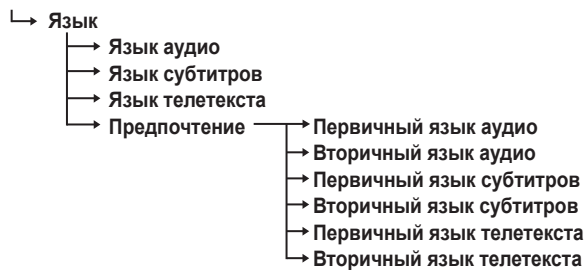 Язык
Язык аудио
Язык субтитров
Язык телетекста
Предпочтение
Первичный язык аудио
Вторичный язык аудио
Первичный язык субтитров
Вторичный язык субтитров
Первичный язык телетекста
Вторичный язык телетекста